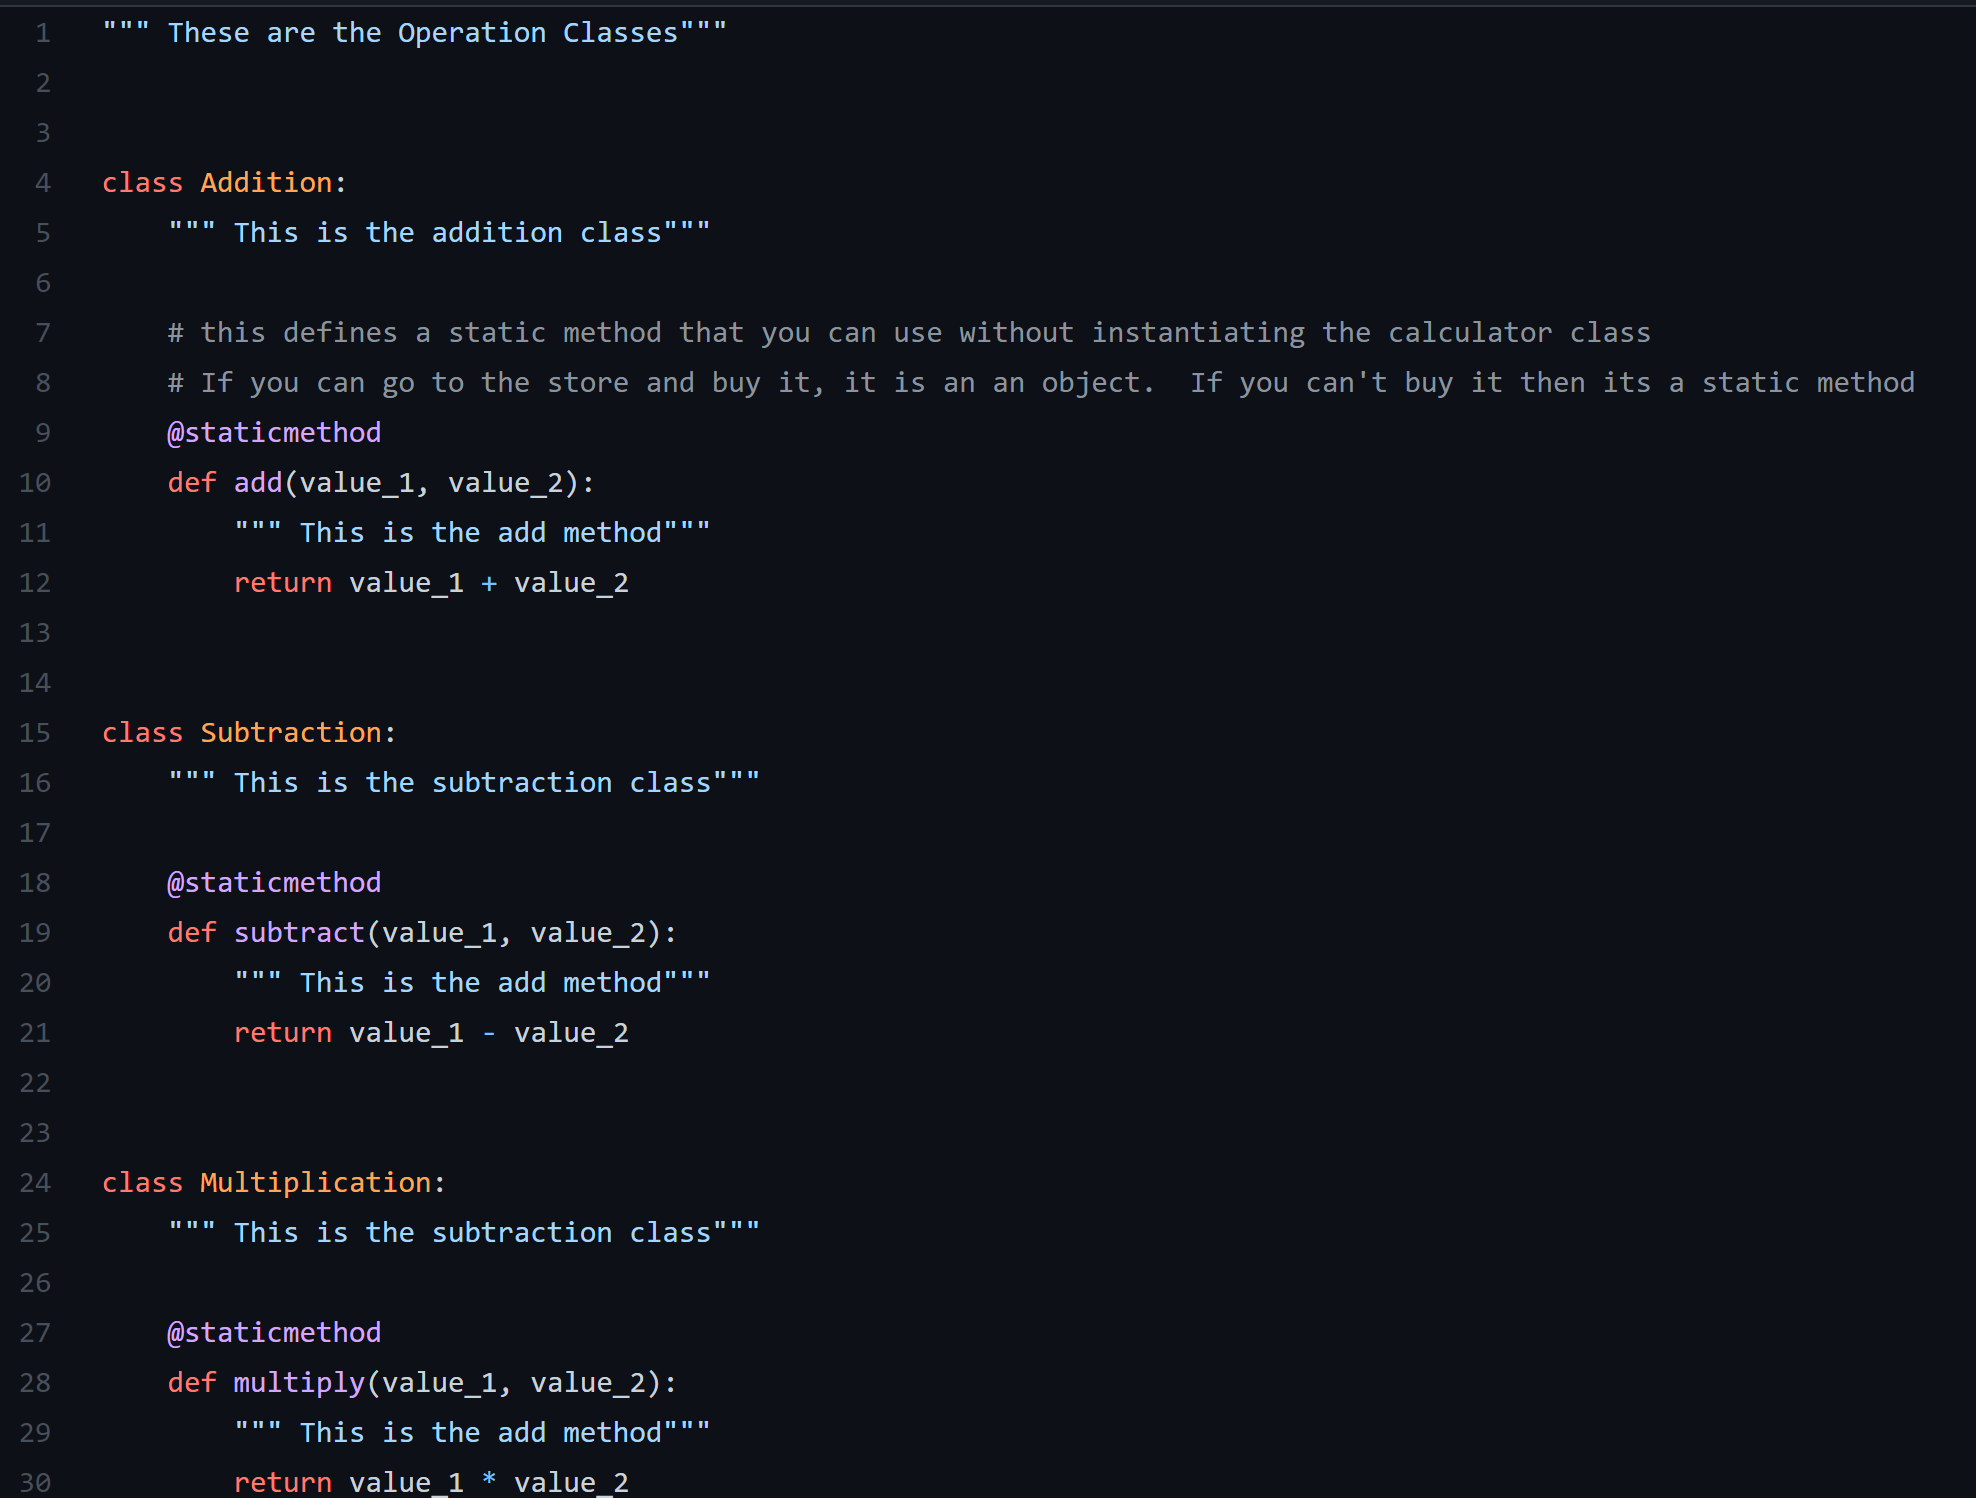 1 """ These are the Operation Classes"""
2
3
4 class Addition:
5     """ This is the addition class"""
6
7     # this defines a static method that you can use without instantiating the calculator class
8     # If you can go to the store and buy it, it is an an object.  If you can't buy it then its a static method
9     @staticmethod
10     def add(value_1, value_2):
11         """ This is the add method"""
12         return value_1 + value_2
13
14
15 class Subtraction:
16     """ This is the subtraction class"""
17
18     @staticmethod
19     def subtract(value_1, value_2):
20         """ This is the add method"""
21         return value_1 - value_2
22
23
24 class Multiplication:
25     """ This is the subtraction class"""
26
27     @staticmethod
28     def multiply(value_1, value_2):
29         """ This is the add method"""
30         return value_1 * value_2